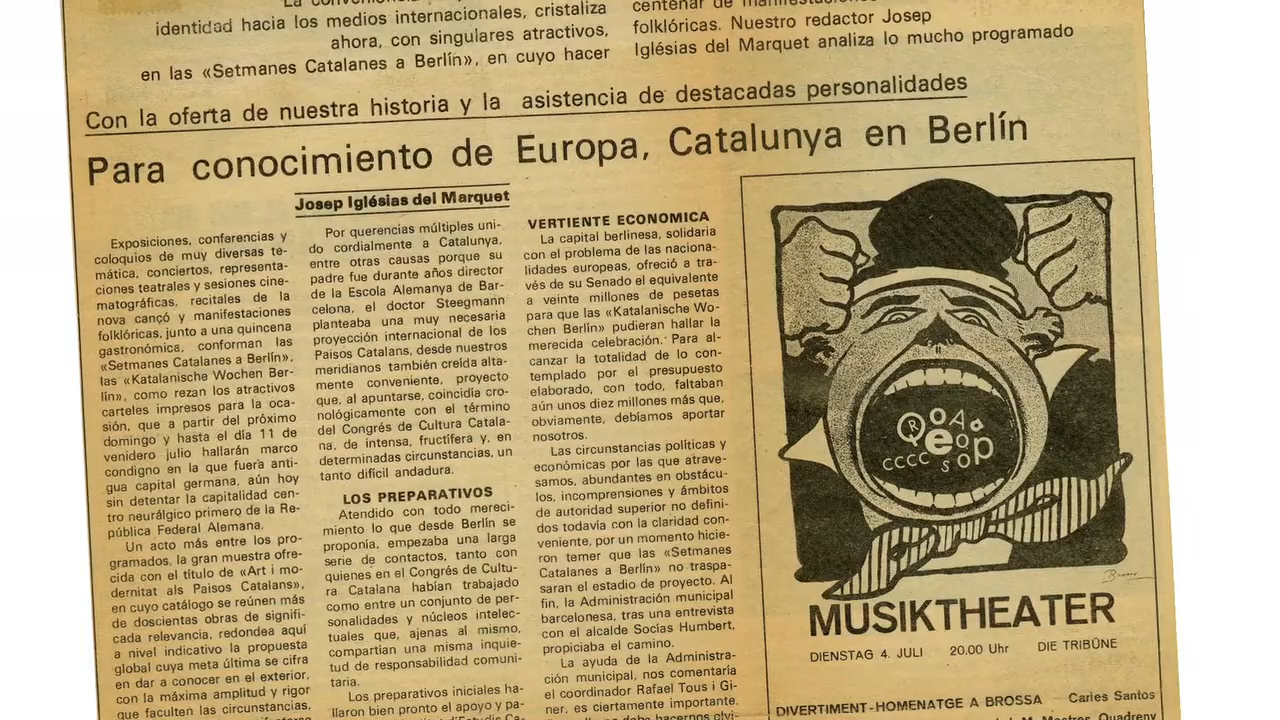 identidad hacia los medios internacionales, cristaliza
ahora, con singulares atractivos,
en las «Setmanes Catalanes a Berlín», en cuyo hacer
folklóricas. Nuestro redactor Josep
Iglésias del Marquet analiza lo mucho programado
Con la oferta de nuestra historia y la asistencia de destacadas personalidades
Para conocimiento de Europa, Catalunya en Berlín
Josep Iglésias del Marquet
Exposiciones, conferencias y
coloquios de muy diversas te-
mática, conciertos, representa-
ciones teatrales y sesiones cine-
matográficas, recitales de la
nova cançó y manifestaciones
folklóricas, junto a una quincena
gastronómica, conforman las
«Setmanes Catalanes a Berlín»,
las «Katalanische Wochen Ber-
lín», como rezan los atractivos
carteles impresos para la oca-
sión, que a partir del próximo
domingo y hasta el día 11 de
venidero julio hallarán marco
condigno en la que fuera anti-
gua capital germana, aún hoy
sin detentar la capitalidad cen-
tro neurálgico primero de la Re-
pública Federal Alemana.
Un acto más entre los pro-
gramados, la gran muestra ofre-
cida con el título de «Art i mo-
dernitat als Paisos Catalans»,
en cuyo catálogo se reúnen más
de doscientas obras de signifi-
cada relevancia, redondea aquí
a nivel indicativo la propuesta
global cuya meta última se cifra
en dar a conocer en el exterior,
con la máxima amplitud y rigor
que faculten las circunstancias,
Por querencias múltiples uni-
do cordialmente a Catalunya,
entre otras causas porque su
padre fue durante años director
de la Escola Alemanya de Bar-
celona, el doctor Steegmann
planteaba una muy necesaria
proyección internacional de los
Paisos Catalans, desde nuestros
meridianos también creída alta-
mente conveniente, proyecto
que, al apuntarse, coincidía cro-
nológicamente con el término
del Congrés de Cultura Catala-
na, de intensa, fructífera y, en
determinadas circunstancias, un
tanto difícil andadura.
LOS PREPARATIVOS
Atendido con todo mereci-
miento lo que desde Berlín se
proponía, empezaba una larga
serie de contactos, tanto con
quienes en el Congrés de Cultu-
ra Catalana habían trabajado
como entre un conjunto de per-
sonalidades y núcleos intelec-
tuales que, ajenas al mismo,
compartían una misma inquie-
tud de responsabilidad comuni-
taria.
Los preparativos iniciales ha-
llaron bien pronto el apoyo y pa-
VERTIENTE ECONOMICA
La capital berlinesa, solidaria
con el problema de las naciona-
lidades europeas, ofreció a tra-
vés de su Senado el equivalente
a veinte millones de pesetas
para que las «Katalanische Wo-
chen Berlín» pudieran hallar la
merecida celebración. Para al-
canzar la totalidad de lo con-
templado por el presupuesto
elaborado, con todo, faltaban
aún unos diez millones más que,
obviamente, debíamos aportar
nosotros.
Las circunstancias políticas y
económicas por las que atrave-
samos, abundantes en obstácu-
los, incomprensiones y ámbitos
de autoridad superior no defini-
dos todavía con la claridad con-
veniente, por un momento hicie-
ron temer que las «Setmanes
Catalanes a Berlín» no traspa-
saran el estadio de proyecto. Al
fin, la Administración municipal
barcelonesa, tras una entrevista
con el alcalde Socías Humbert,
propiciaba el camino.
La ayuda de la Administra-
ción municipal, nos comentaría
el coordinador Rafael Tous i Gi-
ner, es ciertamente importante.
MUSIKTHEATER
DIENSTAG 4. JULI 20.00 Uhr DIE TRIBÜNE
DIVERTIMENT-HOMENATGE A BROSSA Carles Santos